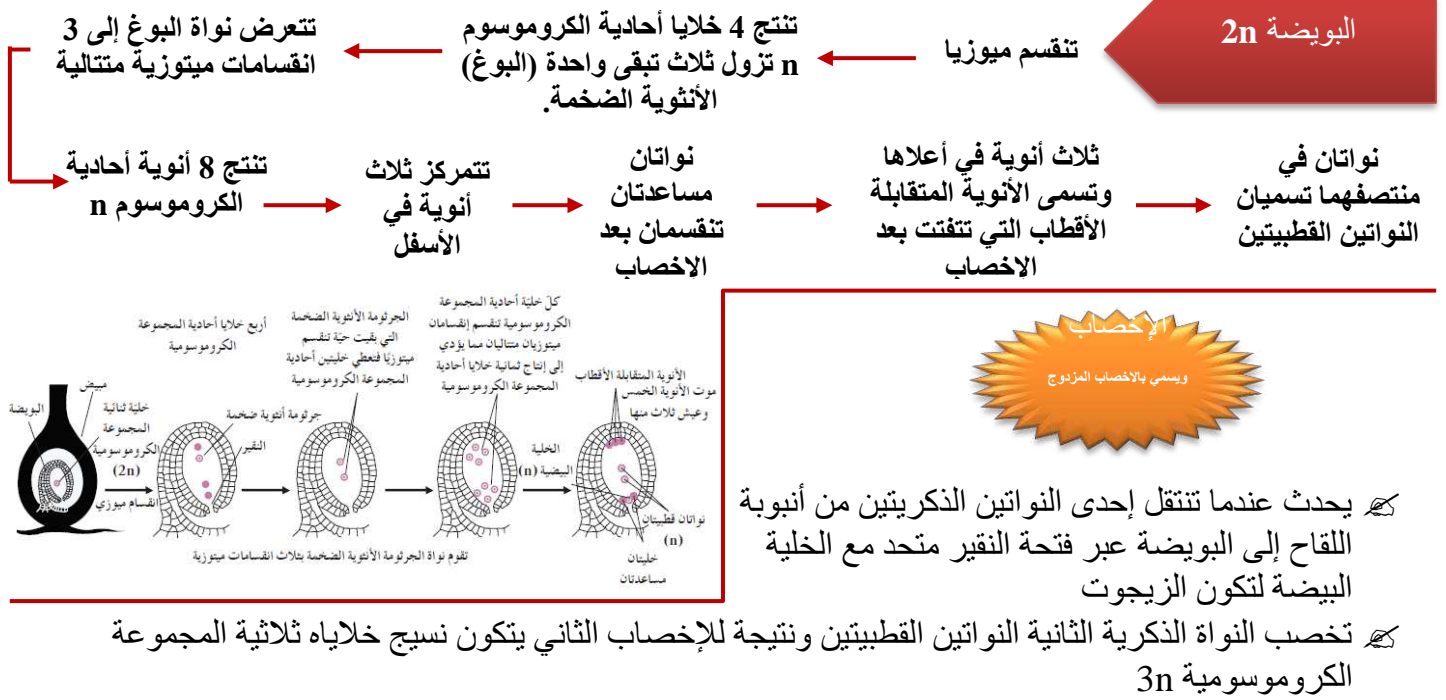 البويضة 2n
تنقسم ميوزيا
تنتج 4 خلايا أحادية الكروموسوم
n تزول ثلاث تبقى واحدة (البوغ)
الأنثوية الضخمة.
تتعرض نواة البوغ إلى 3
انقسامات ميتوزية متتالية
تنتج 8 أنوية أحادية
الكروموسوم n
تتمركز ثلاث
أنوية في
الأسفل
نواتان
مساعدتان
تنقسمان بعد
الإخصاب
ثلاث أنوية في أعلاها
وتسمى الأنوية المتقابلة
الأقطاب التي تتفتت بعد
الاخصاب
نواتان في
منتصفهما تسميان
النواتين القطبيتين
مبيض
البويضة
خليّة ثنائية
المجموعة
الكروموسومية
(2n)
انقسام ميوزي
أربع خلايا أحادية المجموعة
الكروموسومية
جرثومة أنثوية ضخمة
النقير
الجرثومة الأنثوية الضخمة
التي بقيت حيّة تنقسم
ميتوزيًا فتعطي خليتين أحادية
المجموعة الكروموسومية
كلّ خليّة أحادية المجموعة
الكروموسومية تنقسم إنقسامان
ميتوزيان متتاليان مما يؤدي
إلى إنتاج ثمانية خلايا أحادية
المجموعة الكروموسومية
الأنوية المتقابلة الأقطاب
موت الأنوية الخمس
وعيش ثلاث منها
الخلية
البيضية (n)
نواتان قطبيتان
(n)
خليتان
مساعدتان
تقوم نواة الجرثومة الأنثوية الضخمة بثلاث انقسامات ميتوزية
الإخصاب
ويسمي بالاخصاب المزدوج
يحدث عندما تنتقل إحدى النواتين الذكريتين من أنبوبة
اللقاح إلى البويضة عبر فتحة النقير متحد مع الخلية
البيضة لتكون الزيجوت
تخصب النواة الذكرية الثانية النواتين القطبيتين ونتيجة للإخصاب الثاني يتكون نسيج خلاياه ثلاثية المجموعة
الكروموسومية 3n